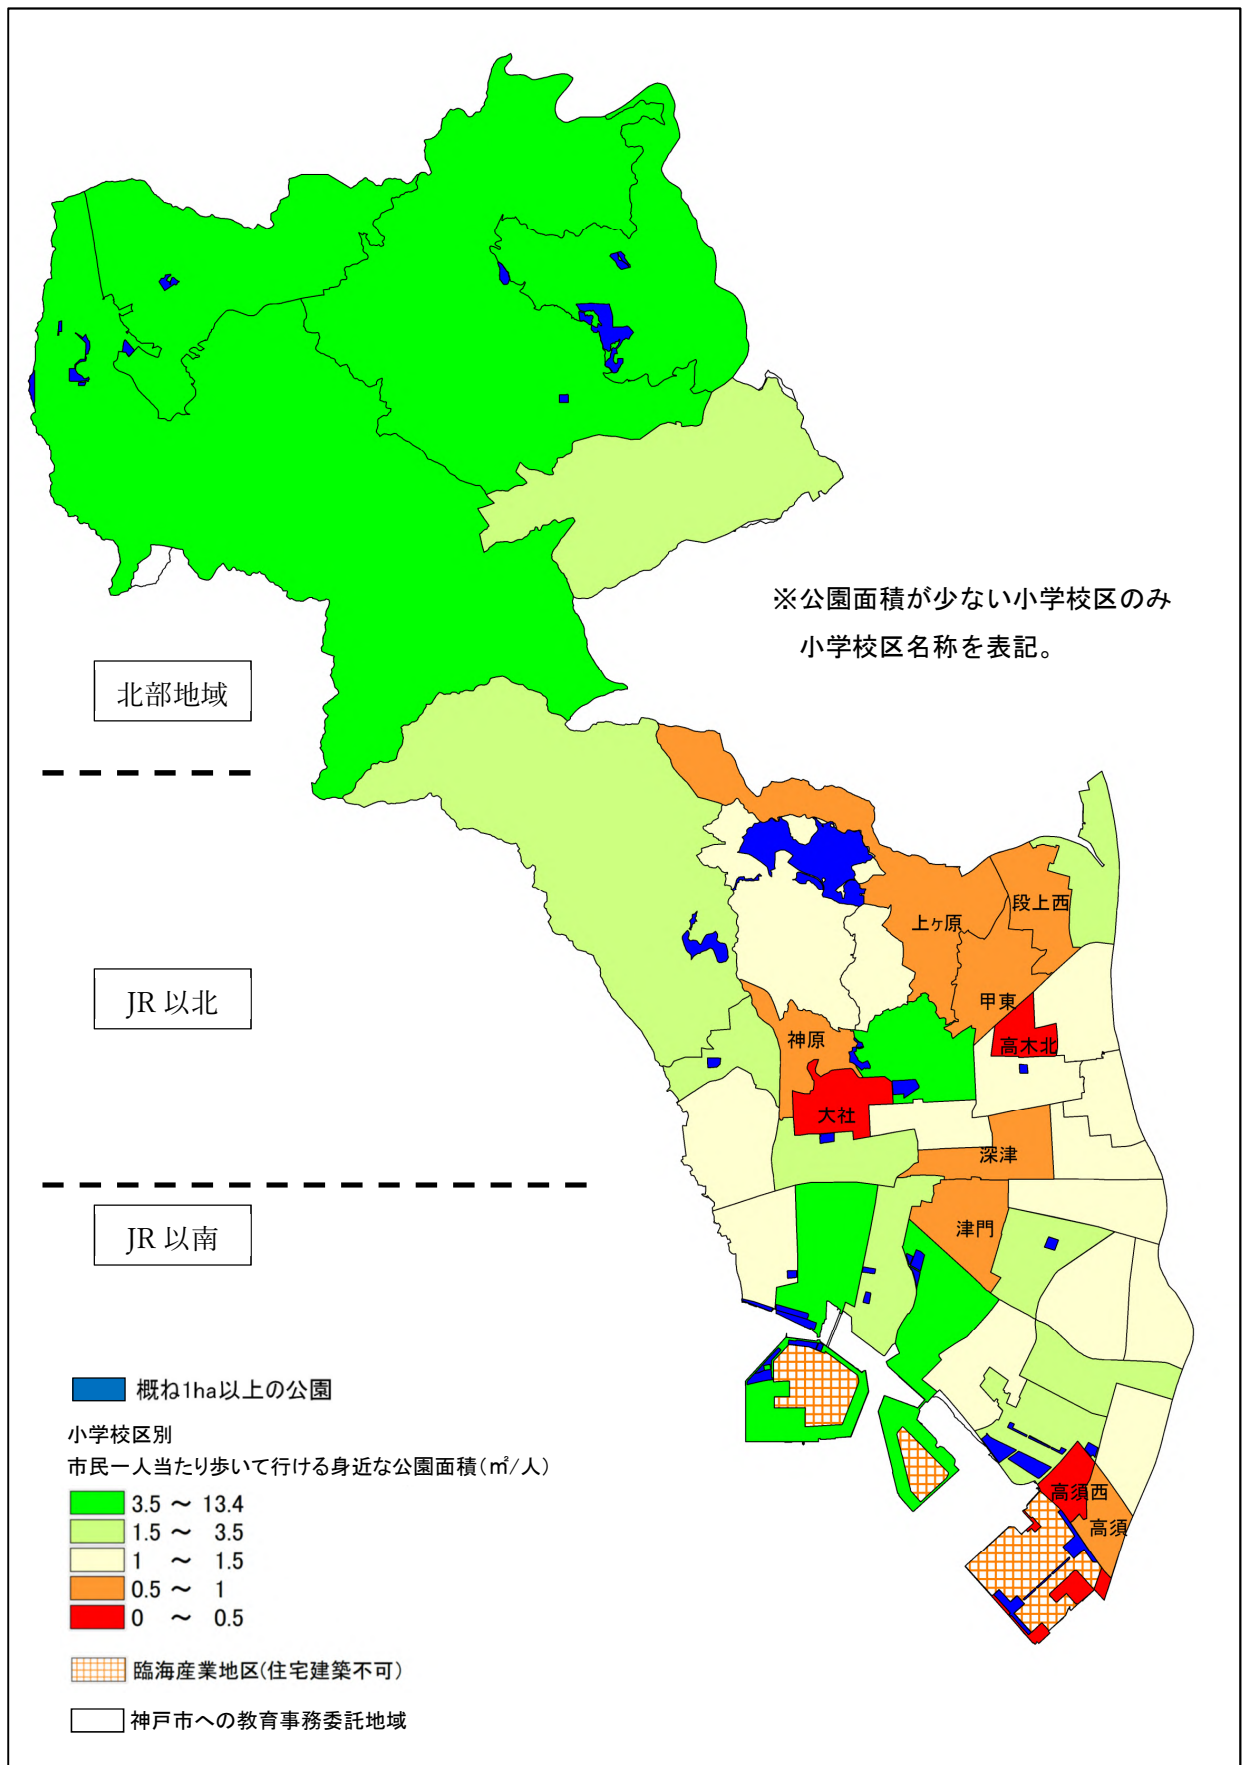 ※公園面積が少ない小学校区のみ
小学校区名称を表記。
北部地域
段上西
上ヶ原
JR 以北
甲東
神原
高木北
大社
深津
JR 以南
津門
概ね1ha以上の公園
小学校区別
市民一人当たり歩いて行ける身近な公園面積(㎡/人)
高須西
3.5 ～ 13.4
高須
1.5 ～ 3.5
1 ～ 1.5
0.5 ～ 1
0 ～ 0.5
臨海産業地区(住宅建築不可)
神戸市への教育事務委託地域